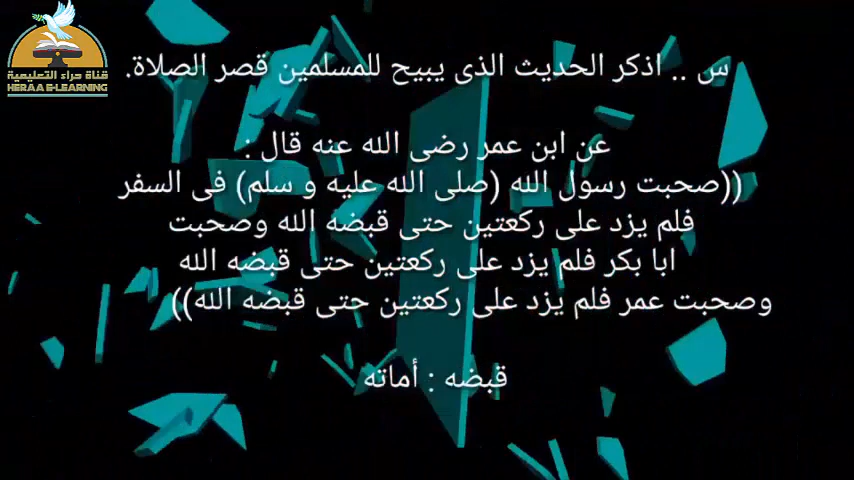 قناة حراء التعليمية
HERAA E-LEARNING
س .. اذكر الحديث الذى يبيح للمسلمين قصر الصلاة.
عن ابن عمر رضى الله عنه قال :
((صحبت رسول الله (صلى الله عليه و سلم) فى السفر
فلم يزد على ركعتين حتى قبضه الله وصحبت
ابا بكر فلم يزد على ركعتين حتى قبضه الله
وصحبت عمر فلم يزد على ركعتين حتى قبضه الله))
قبضه : أماته